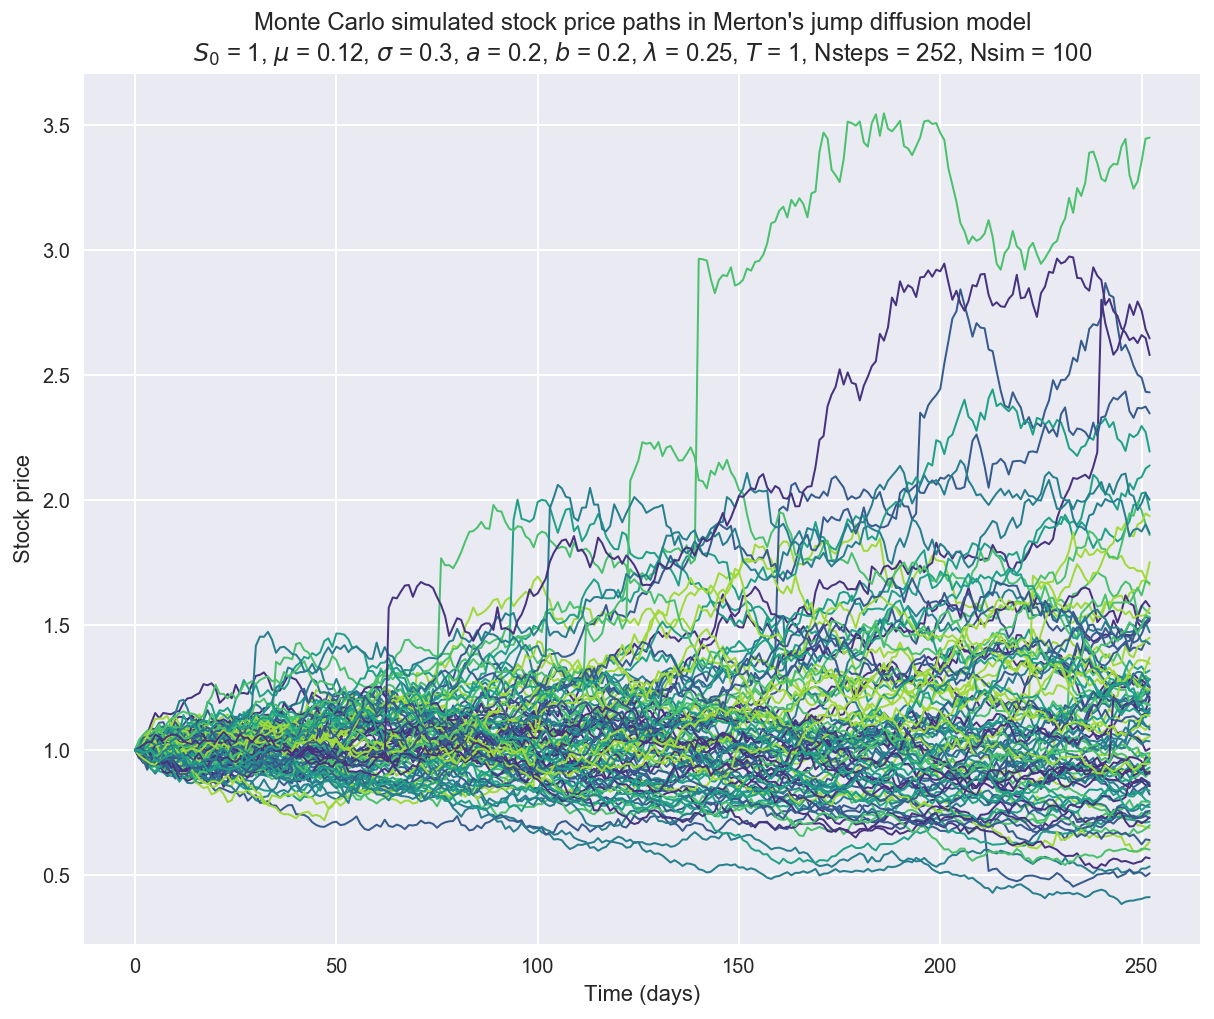 Monte Carlo simulated stock price paths in Merton's jump diffusion model
S₀ = 1, μ = 0.12, σ = 0.3, a = 0.2, b = 0.2, λ = 0.25, T = 1, Nsteps = 252, Nsim = 100
3.5
3.0
2.5
2.0
1.5
1.0
0.5
Stock price
0 50 100 150 200 250
Time (days)